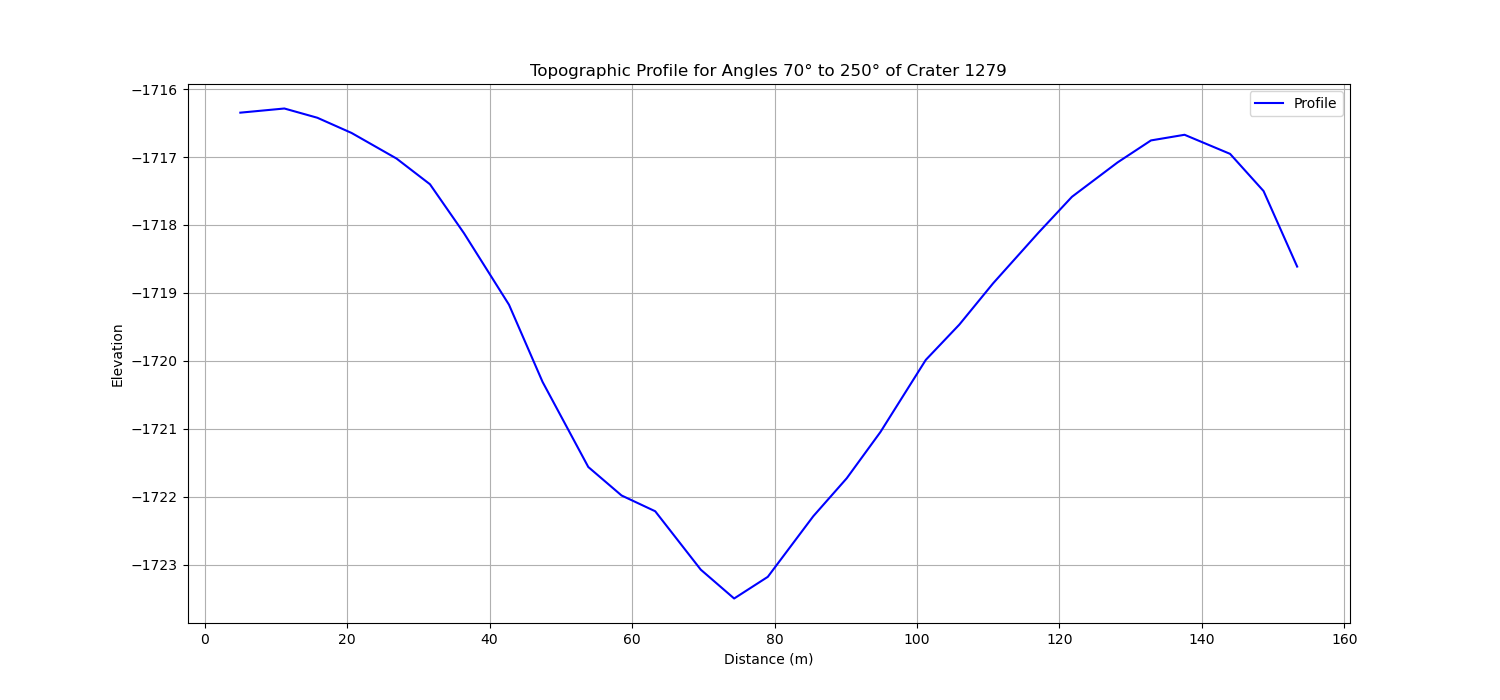 Topographic Profile for Angles 70° to 250° of Crater 1279
Profile
Elevation
−1716
−1717
−1718
−1719
−1720
−1721
−1722
−1723
0 20 40 60 80 100 120 140 160
Distance (m)